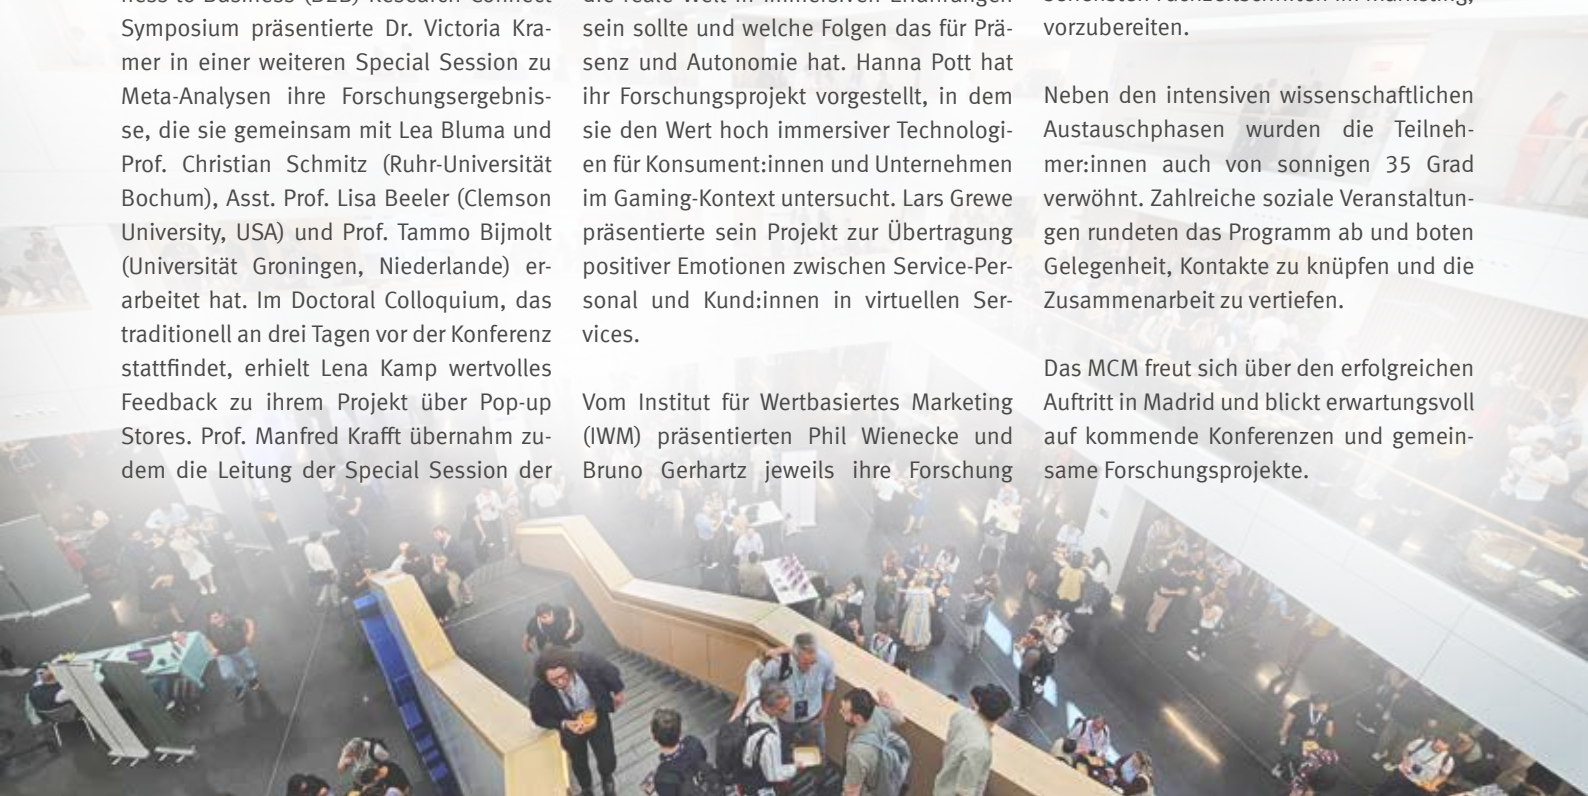 Symposium präsentierte Dr. Victoria Kra-
mer in einer weiteren Special Session zu
Meta-Analysen ihre Forschungsergebnis-
se, die sie gemeinsam mit Lea Bluma und
Prof. Christian Schmitz (Ruhr-Universität
Bochum), Asst. Prof. Lisa Beeler (Clemson
University, USA) und Prof. Tammo Bijmolt
(Universität Groningen, Niederlande) er-
arbeitet hat. Im Doctoral Colloquium, das
traditionell an drei Tagen vor der Konferenz
stattfindet, erhielt Lena Kamp wertvolles
Feedback zu ihrem Projekt über Pop-up
Stores. Prof. Manfred Krafft übernahm zu-
dem die Leitung der Special Session der
die reale Welt in immersiven Erfahrungen
sein sollte und welche Folgen das für Prä-
senz und Autonomie hat. Hanna Pott hat
ihr Forschungsprojekt vorgestellt, in dem
sie den Wert hoch immersiver Technologi-
en für Konsument:innen und Unternehmen
im Gaming-Kontext untersucht. Lars Grewe
präsentierte sein Projekt zur Übertragung
positiver Emotionen zwischen Service-Per-
sonal und Kund:innen in virtuellen Ser-
vices.
Vom Institut für Wertbasiertes Marketing
(IWM) präsentierten Phil Wienecke und
Bruno Gerhartz jeweils ihre Forschung
vorzubereiten.
Neben den intensiven wissenschaftlichen
Austauschphasen wurden die Teilneh-
mer:innen auch von sonnigen 35 Grad
verwöhnt. Zahlreiche soziale Veranstaltun-
gen rundeten das Programm ab und boten
Gelegenheit, Kontakte zu knüpfen und die
Zusammenarbeit zu vertiefen.
Das MCM freut sich über den erfolgreichen
Auftritt in Madrid und blickt erwartungsvoll
auf kommende Konferenzen und gemein-
same Forschungsprojekte.